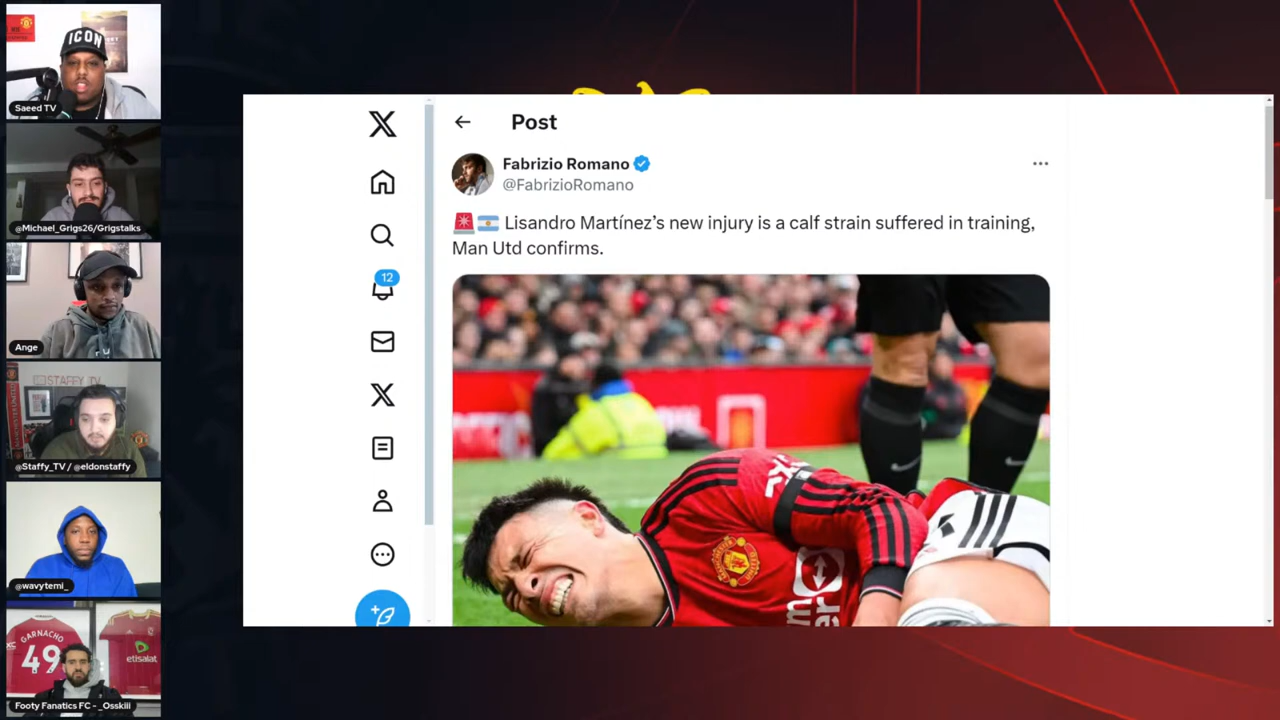 ICON
Saeed TV
@Michael_Grigs26/Grigstalks
Ange
STAFFY TV
@Staffy_TV / @eldonstaffy
@wavytemi_
GARNACHO
49
etisalat
Footy Fanatics FC - _Osskiii
12
Post
Fabrizio Romano
@FabrizioRomano
🚨🇦🇷 Lisandro Martínez’s new injury is a calf strain suffered in training,
Man Utd confirms.